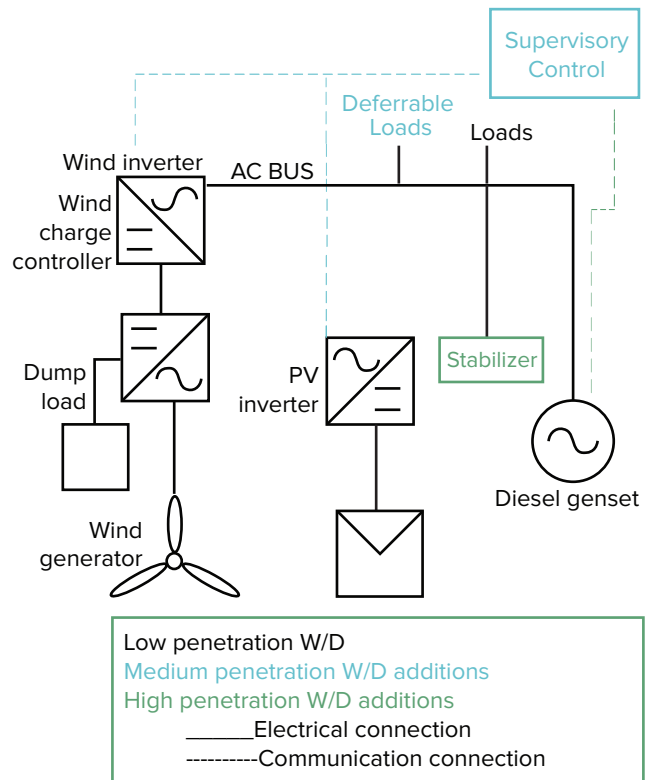 Supervisory
Control
Deferrable
Loads
Loads
Wind inverter
AC BUS
Wind
charge
controller
Dump
load
PV
inverter
Stabilizer
Diesel genset
Wind
generator
Low penetration W/D
Medium penetration W/D additions
High penetration W/D additions
_____Electrical connection
----------Communication connection